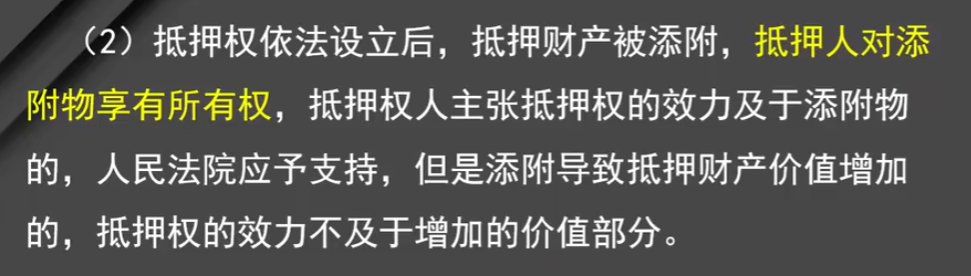 （2）抵押权依法设立后，抵押财产被添附，抵押人对添
附物享有所有权，抵押权人主张抵押权的效力及于添附物
的，人民法院应予支持，但是添附导致抵押财产价值增加
的，抵押权的效力不及于增加的价值部分。